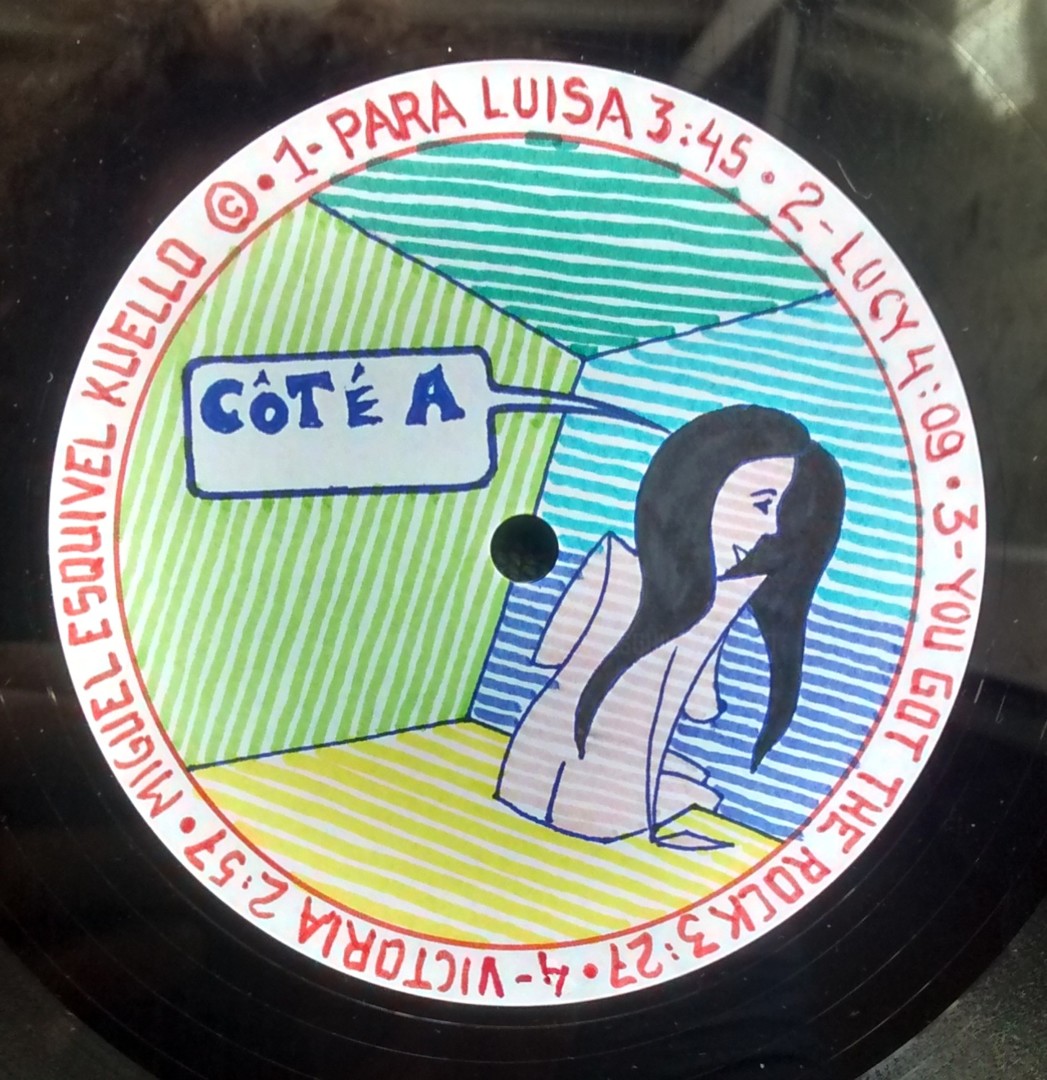 © • 1- PARA LUISA 3:45 • 2- LUCY 4:09 • 3- YOU GOT THE ROCK 3:27 • 4- VICTORIA 2:57 • MIGUEL ESQUIVEL KUELLO
CÔTÉ A